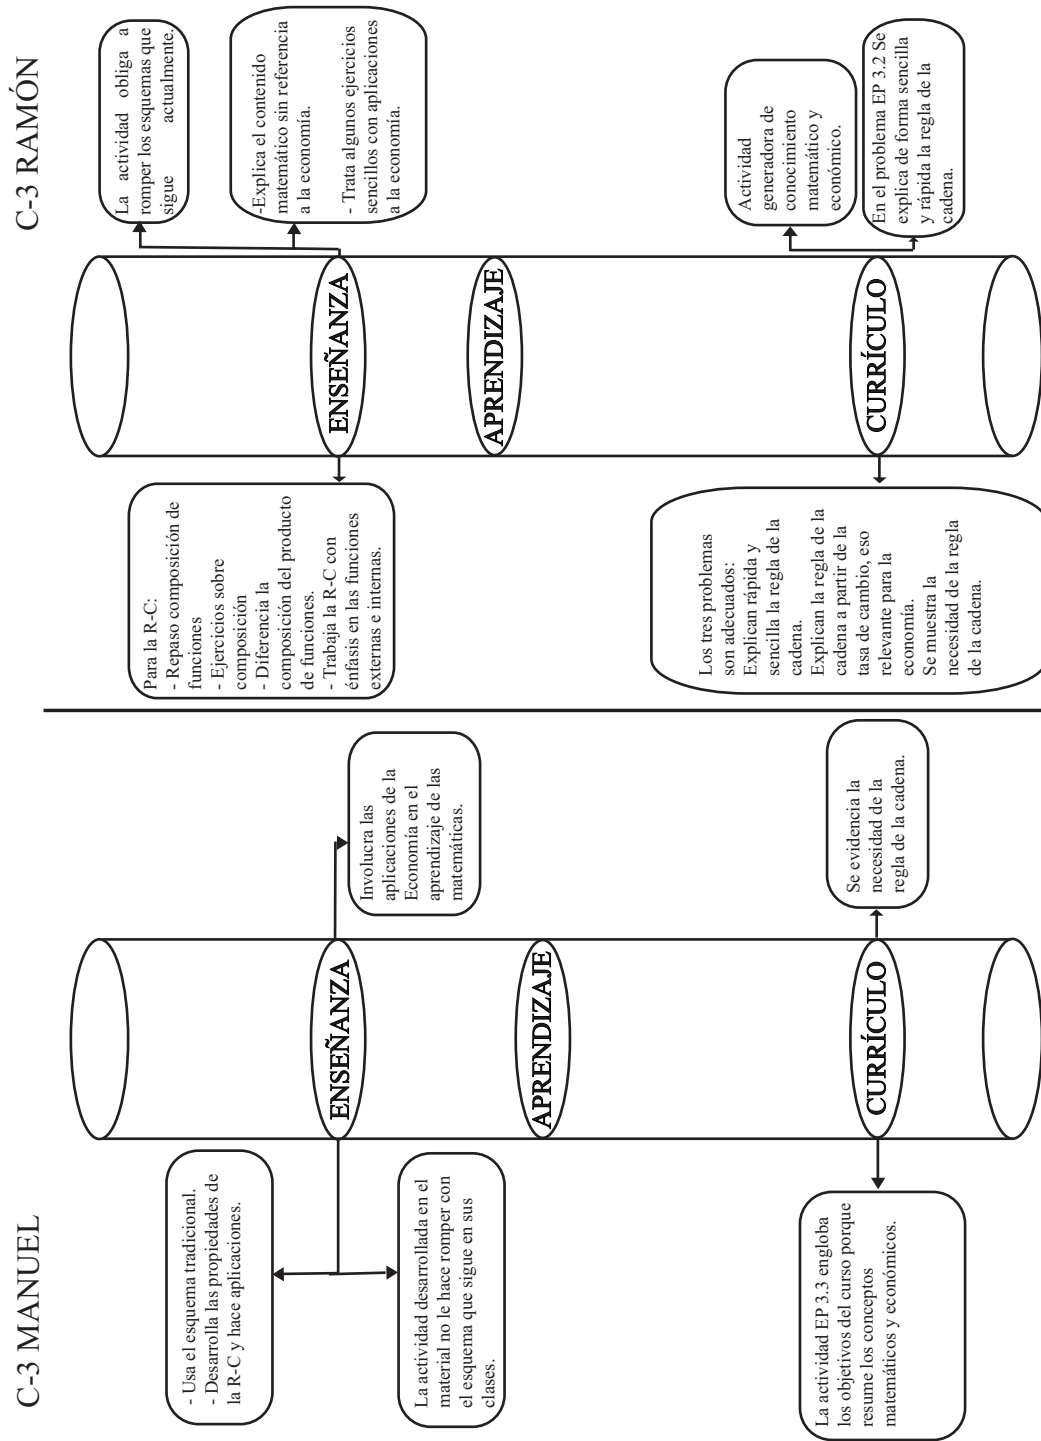 C-3 MANUEL
- Usa el esquema tradicional.
- Desarrolla las propiedades de
la R-C y hace aplicaciones.
La actividad desarrollada en el
material no le hace romper con
el esquema que sigue en sus
clases.
La actividad EP 3.3 engloba
los objetivos del curso porque
resume los conceptos
matemáticos y económicos.
ENSEÑANZA
APRENDIZAJE
CURRÍCULO
Involucra las
aplicaciones de la
Economía en el
aprendizaje de las
matemáticas.
Se evidencia la
necesidad de la
regla de la cadena.
C-3 RAMÓN
Para la R-C:
- Repaso composición de
funciones
- Ejercicios sobre
composición
- Diferencia la
composición del producto
de funciones.
- Trabaja la R-C con
énfasis en las funciones
externas e internas.
Los tres problemas
son adecuados:
Explican rápida y
sencilla la regla de la
cadena.
Explican la regla de la
cadena a partir de la
tasa de cambio, eso
relevante para la
economía.
Se muestra la
necesidad de la regla
de la cadena.
ENSEÑANZA
APRENDIZAJE
CURRÍCULO
La actividad obliga a
romper los esquemas que
sigue actualmente.
-Explica el contenido
matemático sin referencia
a la economía.
- Trata algunos ejercicios
sencillos con aplicaciones
a la economía.
Actividad
generadora de
conocimiento
matemático y
económico.
En el problema EP 3.2 Se
explica de forma sencilla
y rápida la regla de la
cadena.